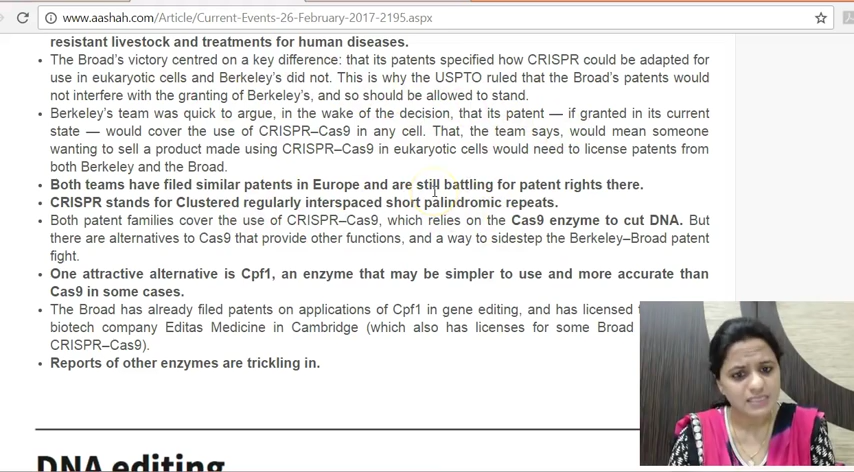 www.aashah.com/Article/Current-Events-26-February-2017-2195.aspx
resistant livestock and treatments for human diseases.
• The Broad's victory centred on a key difference: that its patents specified how CRISPR could be adapted for
use in eukaryotic cells and Berkeley's did not. This is why the USPTO ruled that the Broad's patents would
not interfere with the granting of Berkeley's, and so should be allowed to stand.
• Berkeley's team was quick to argue, in the wake of the decision, that its patent — if granted in its current
state — would cover the use of CRISPR–Cas9 in any cell. That, the team says, would mean someone
wanting to sell a product made using CRISPR–Cas9 in eukaryotic cells would need to license patents from
both Berkeley and the Broad.
• Both teams have filed similar patents in Europe and are still battling for patent rights there.
• CRISPR stands for Clustered regularly interspaced short palindromic repeats.
• Both patent families cover the use of CRISPR–Cas9, which relies on the Cas9 enzyme to cut DNA. But
there are alternatives to Cas9 that provide other functions, and a way to sidestep the Berkeley–Broad patent
fight.
• One attractive alternative is Cpf1, an enzyme that may be simpler to use and more accurate than
Cas9 in some cases.
• The Broad has already filed patents on applications of Cpf1 in gene editing, and has licensed
biotech company Editas Medicine in Cambridge (which also has licenses for some Broad
CRISPR–Cas9).
• Reports of other enzymes are trickling in.
DNA editing